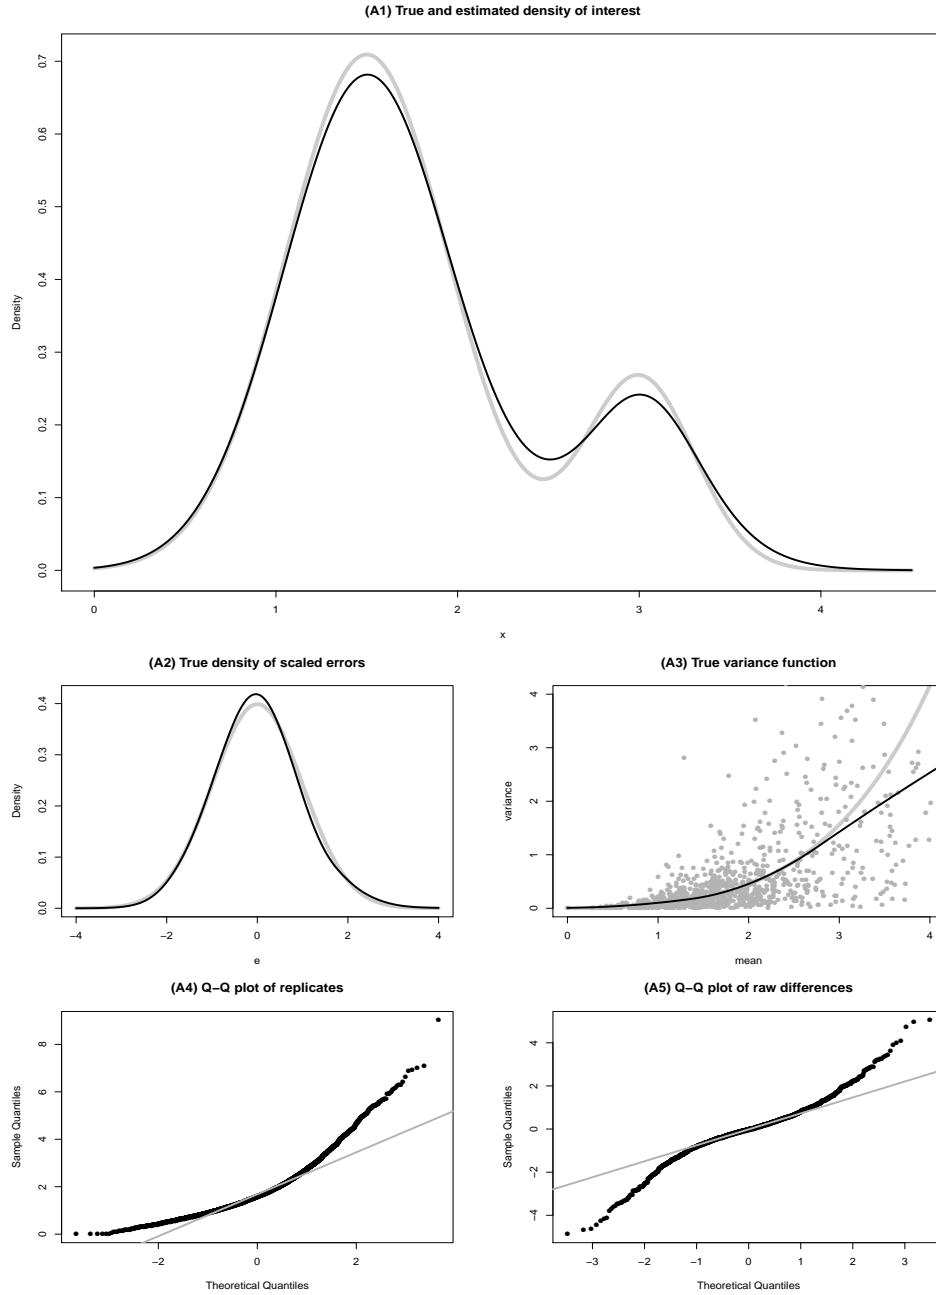 (A1) True and estimated density of interest
0.7
0.6
0.5
0.4
0.3
0.2
0.1
0.0
Density
0 1 2 3 4
x
(A2) True density of scaled errors
0.4
0.3
0.2
0.1
0.0
Density
−4 −2 0 2 4
e
(A3) True variance function
4
3
2
1
0
variance
0 1 2 3 4
mean
(A4) Q−Q plot of replicates
8
6
4
2
0
Sample Quantiles
−2 0 2
Theoretical Quantiles
(A5) Q−Q plot of raw differences
4
2
0
−2
−4
Sample Quantiles
−3 −2 −1 0 1 2 3
Theoretical Quantiles